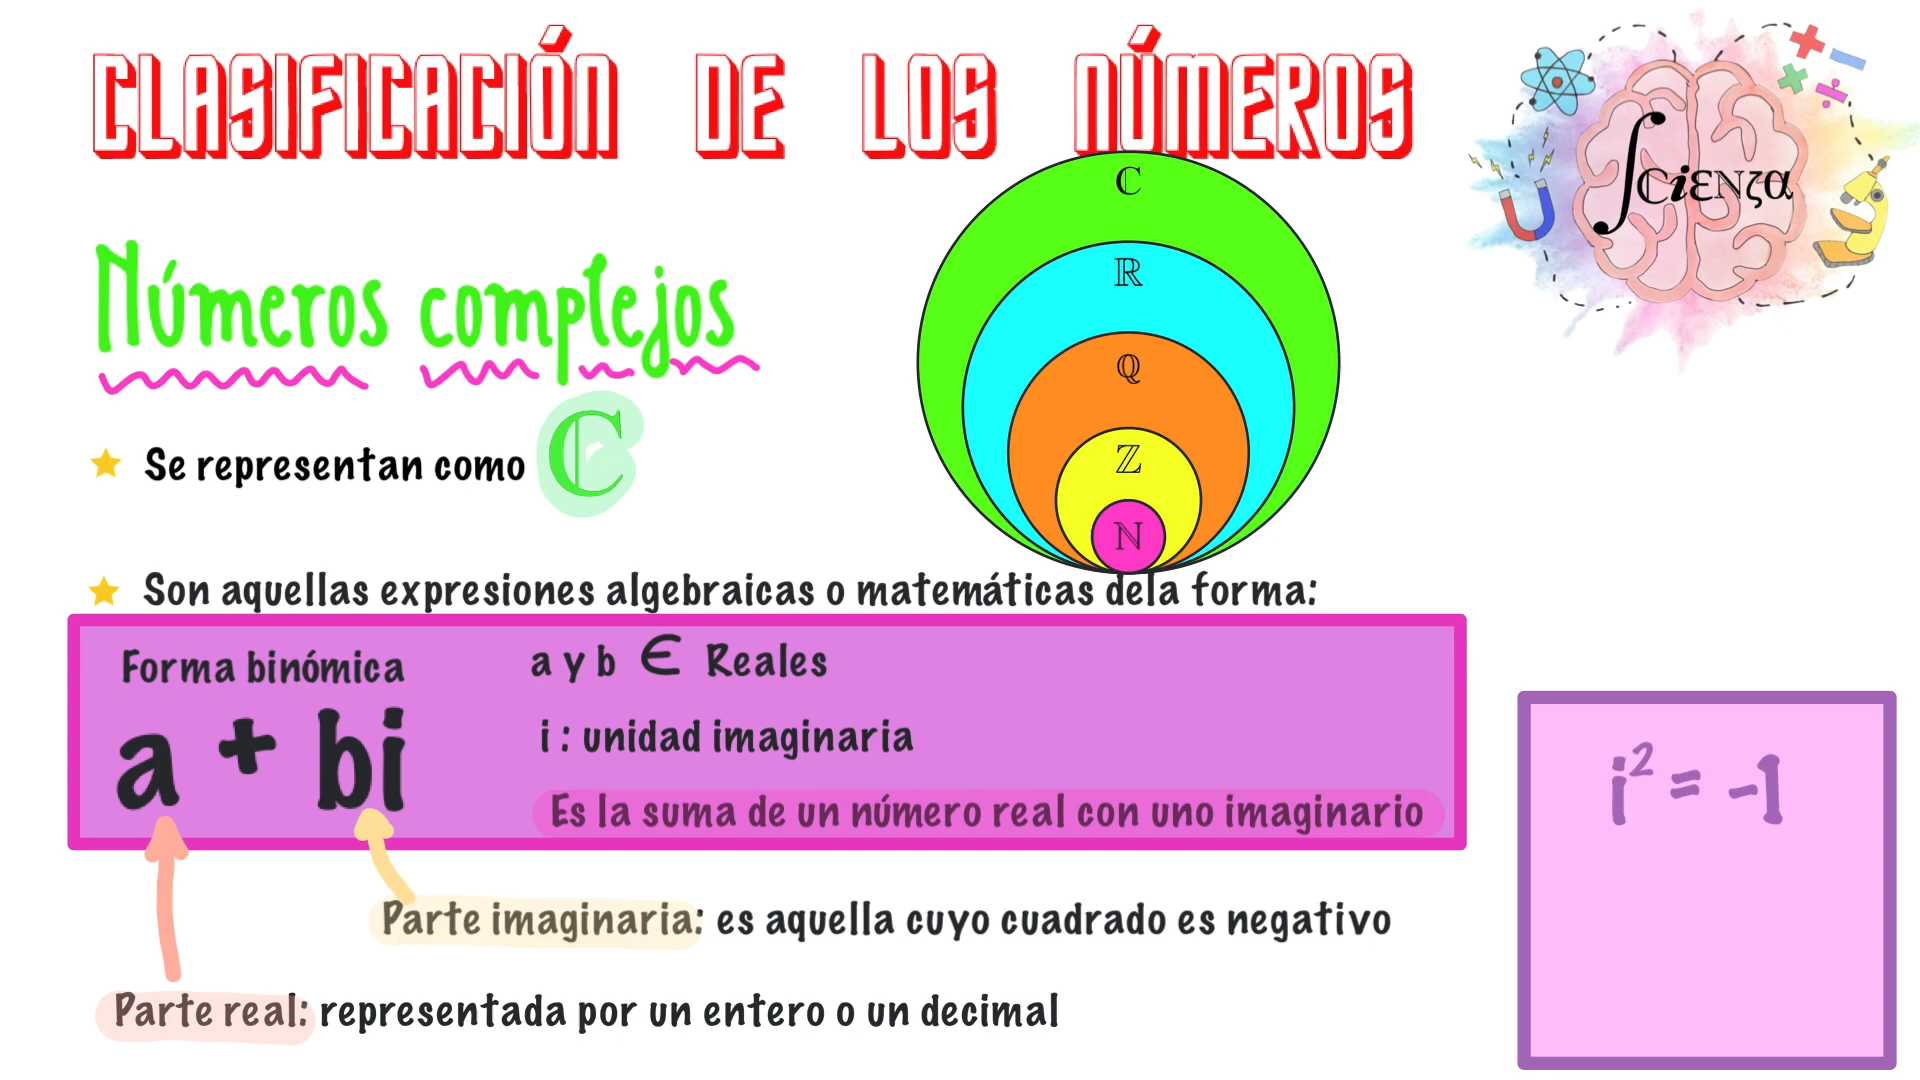 CLASIFICACIÓN DE LOS NÚMEROS
∫CiENζα
ℂ
ℝ
ℚ
ℤ
ℕ
Números complejos
Se representan como ℂ
Son aquellas expresiones algebraicas o matemáticas dela forma:
Forma binómica
a + bi
a y b ∈ Reales
i : unidad imaginaria
Es la suma de un número real con uno imaginario
i² = -1
Parte imaginaria: es aquella cuyo cuadrado es negativo
Parte real: representada por un entero o un decimal